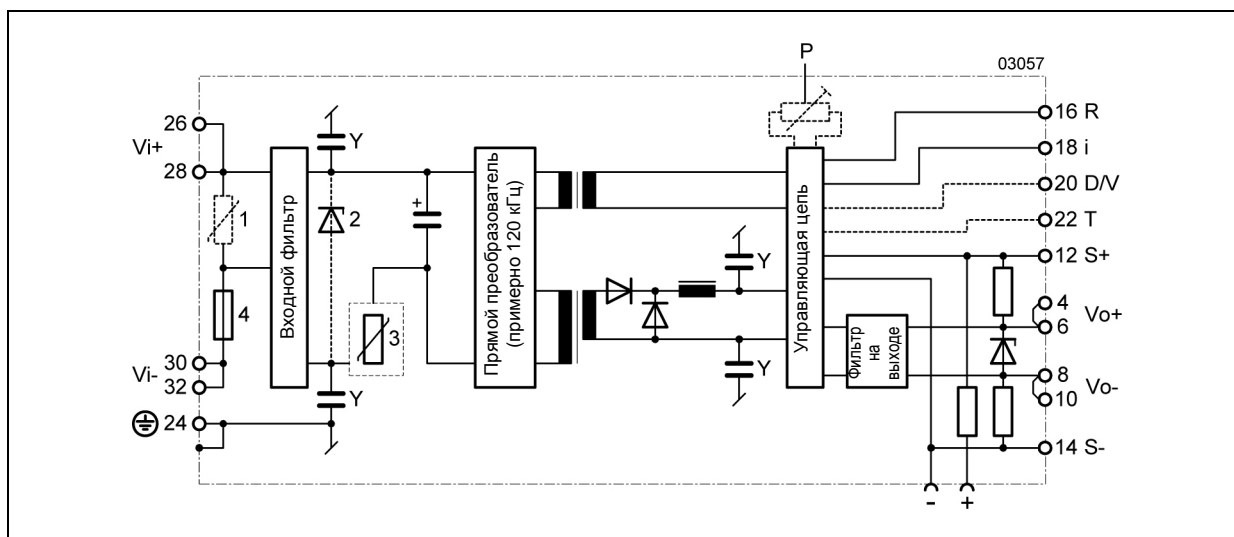 P
03057
26
Vi+
28
1
4
30
Vi-
32
24
Входной фильтр
Y
2
+
3
Y
Прямой преобразователь
(примерно 120 кГц)
Y
Y
Управляющая цепь
Фильтр
на
выходе
16 R
18 i
20 D/V
22 T
12 S+
4
Vo+
6
8
Vo-
10
14 S-
- +